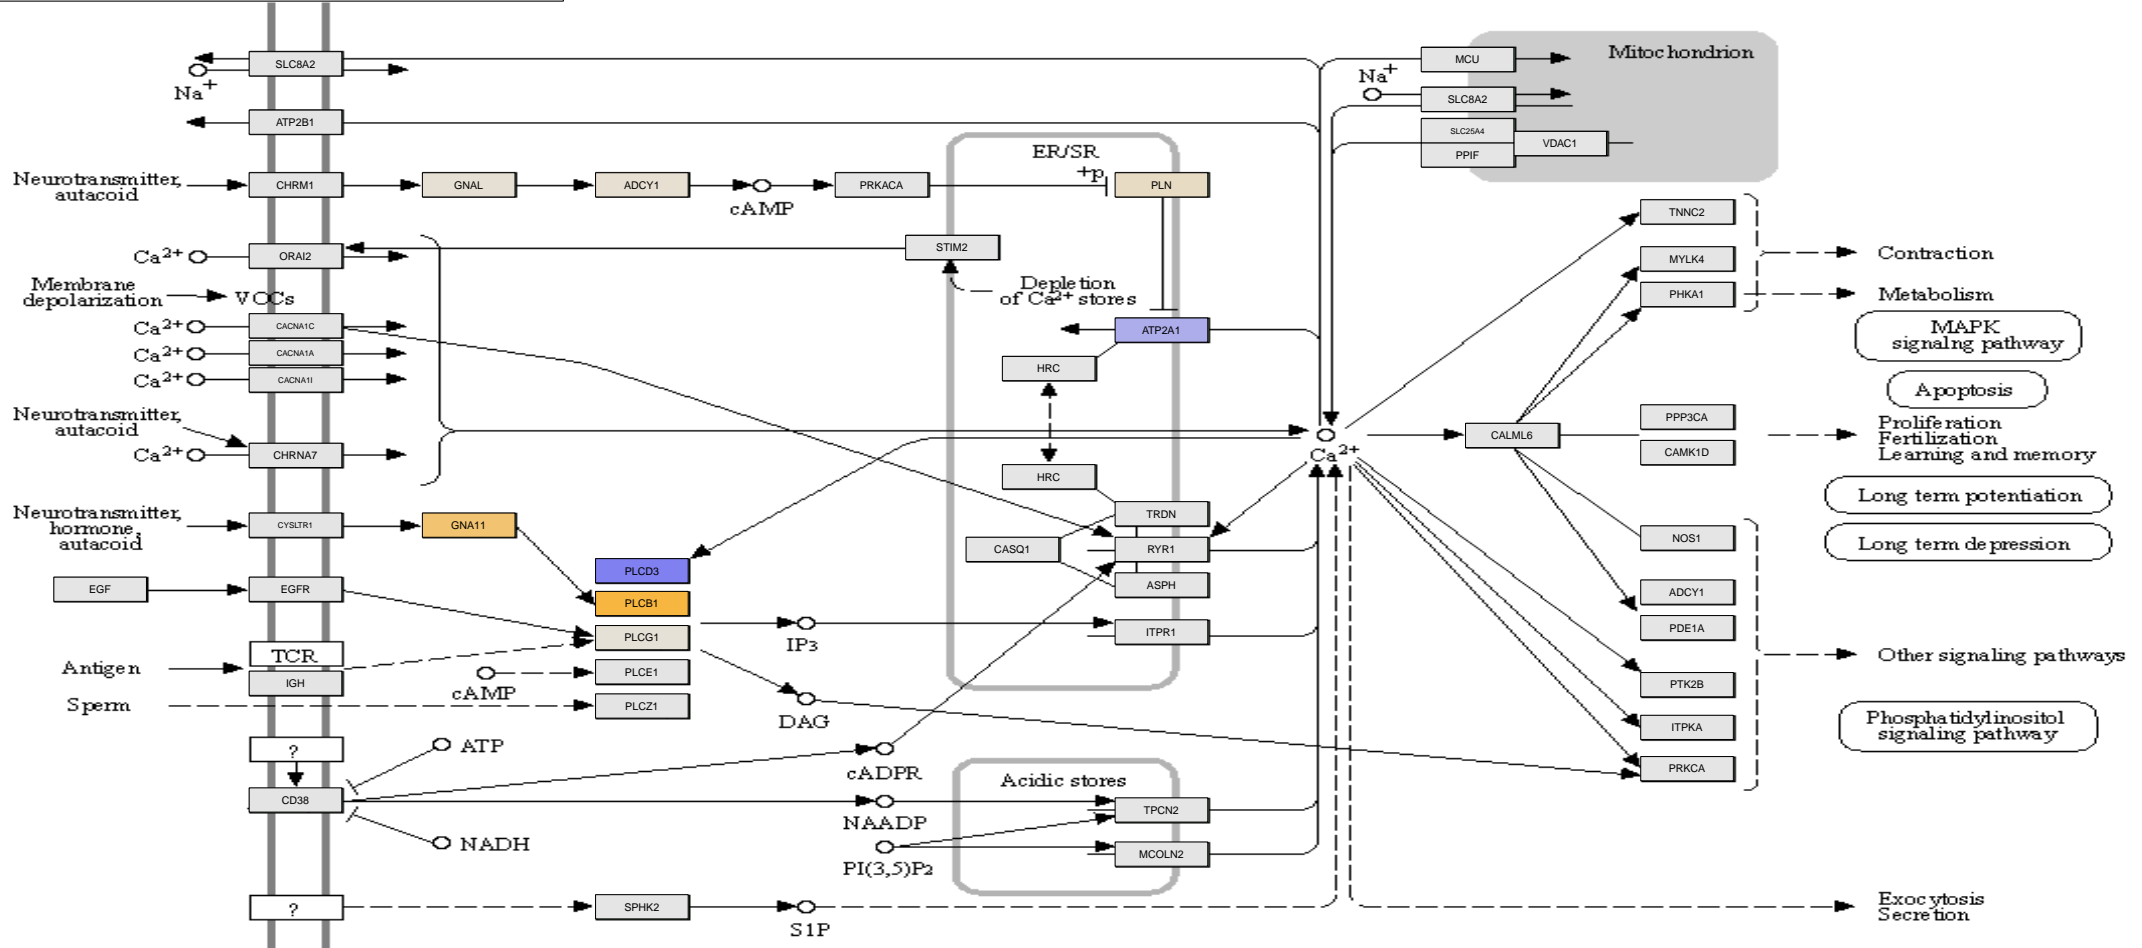 SLC8A2
Na+
ATP2B1
Neurotransmitter,
autacoid
CHRM1
GNAL
ADCY1
cAMP
PRKACA
ER/SR
+p
PLN
Ca2+
ORAI2
STIM2
Membrane
depolarization
VOCs
Depletion
of Ca2+ stores
Ca2+
CACNA1C
Ca2+
CACNA1A
Ca2+
CACNA1I
ATP2A1
HRC
Neurotransmitter,
autacoid
Ca2+
CHRNA7
HRC
Neurotransmitter,
hormone,
autacoid
CYSLTR1
GNA11
TRDN
CASQ1
RYR1
ASPH
PLCD3
EGF
EGFR
PLCB1
PLCG1
IP3
ITPR1
Antigen
TCR
IGH
cAMP
PLCE1
Sperm
PLCZ1
DAG
?
ATP
cADPR
CD38
NAADP
Acidic stores
TPCN2
NADH
PI(3,5)P2
MCOLN2
?
SPHK2
S1P
Mitochondrion
MCU
Na+
SLC8A2
SLC25A4
PPIF
VDAC1
Ca2+
CALML6
TNNC2
MYLK4
PHKA1
Contraction
Metabolism
MAPK
signalng pathway
Apoptosis
PPP3CA
CAMK1D
Proliferation
Fertilization
Learning and memory
Long term potentiation
Long term depression
NOS1
ADCY1
PDE1A
Other signaling pathways
PTK2B
ITPKA
PRKCA
Phosphatidylinositol
signaling pathway
Exocytosis
Secretion